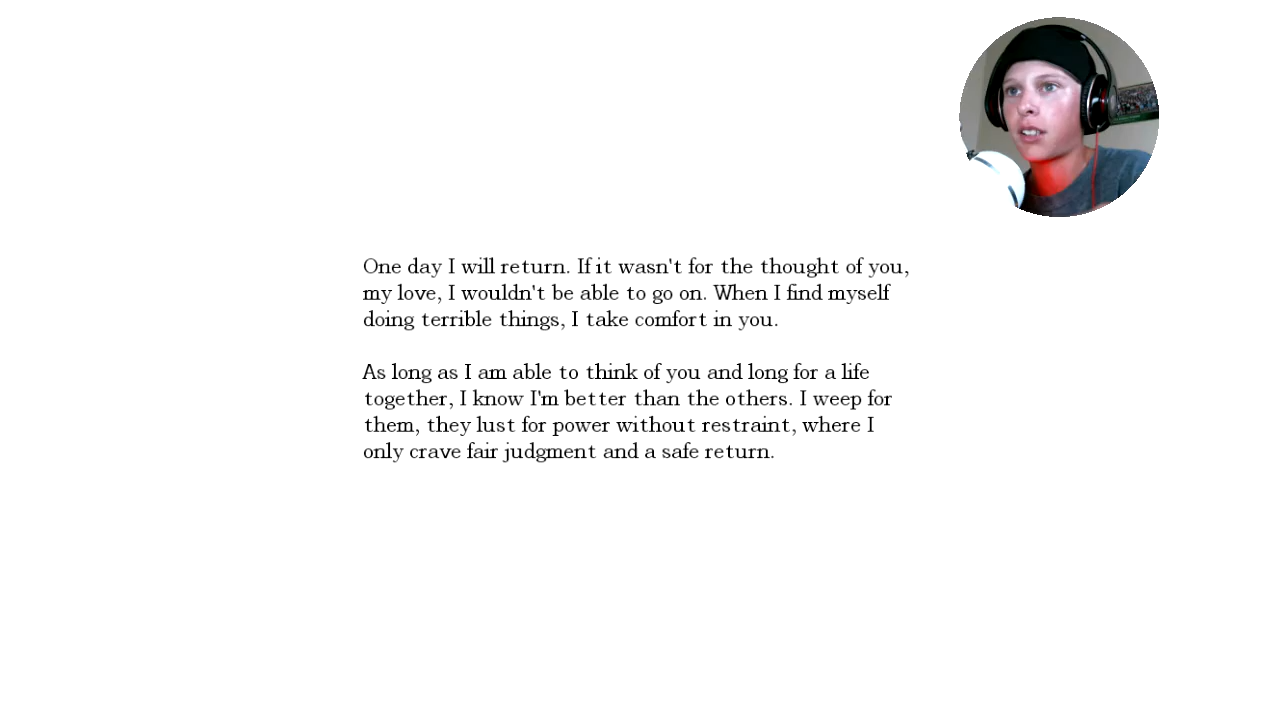 One day I will return. If it wasn't for the thought of you,
my love, I wouldn't be able to go on. When I find myself
doing terrible things, I take comfort in you.
As long as I am able to think of you and long for a life
together, I know I'm better than the others. I weep for
them, they lust for power without restraint, where I
only crave fair judgment and a safe return.